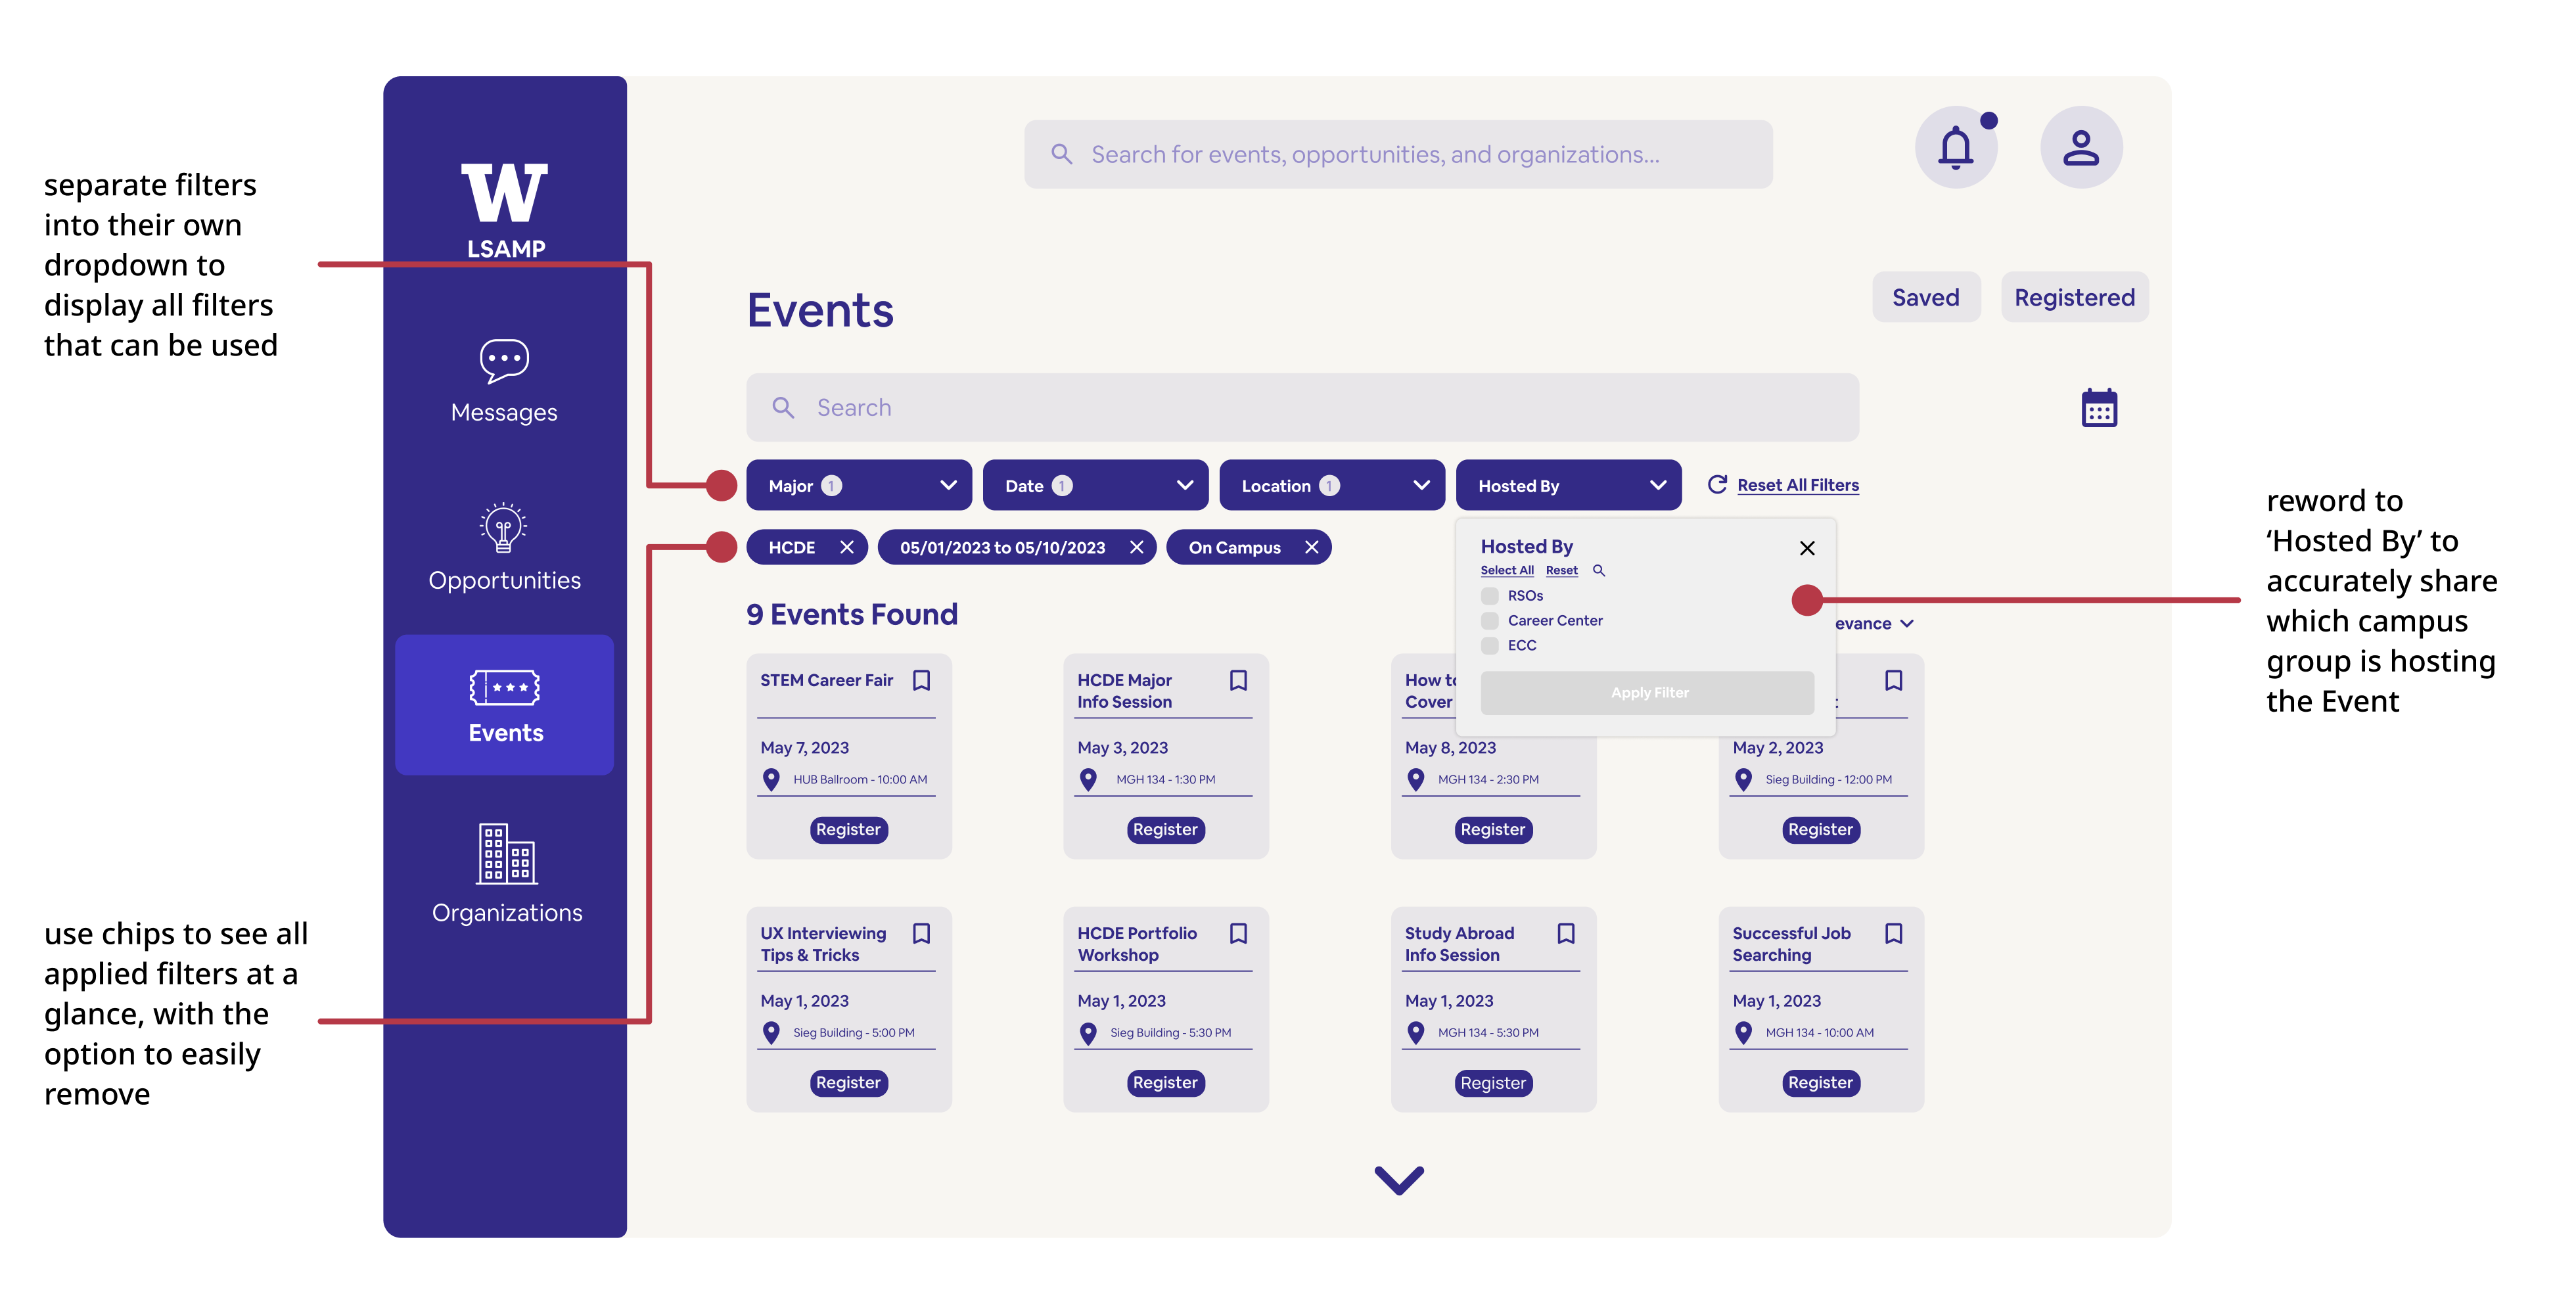 separate filters
into their own
dropdown to
display all filters
that can be used
use chips to see all
applied filters at a
glance, with the
option to easily
remove
W
LSAMP
Messages
Opportunities
Events
Organizations
Search for events, opportunities, and organizations...
Events
Saved
Registered
Search
Major 1
Date 1
Location 1
Hosted By
Reset All Filters
HCDE
05/01/2023 to 05/10/2023
On Campus
Hosted By
Select All Reset
RSOs
Career Center
ECC
Apply Filter
9 Events Found
evance
STEM Career Fair
May 7, 2023
HUB Ballroom - 10:00 AM
Register
HCDE Major
Info Session
May 3, 2023
MGH 134 - 1:30 PM
Register
How to
Cover
May 8, 2023
MGH 134 - 2:30 PM
Register
May 2, 2023
Sieg Building - 12:00 PM
Register
UX Interviewing
Tips & Tricks
May 1, 2023
Sieg Building - 5:00 PM
Register
HCDE Portfolio
Workshop
May 1, 2023
Sieg Building - 5:30 PM
Register
Study Abroad
Info Session
May 1, 2023
MGH 134 - 5:30 PM
Register
Successful Job
Searching
May 1, 2023
MGH 134 - 10:00 AM
Register
reword to
‘Hosted By’ to
accurately share
which campus
group is hosting
the Event